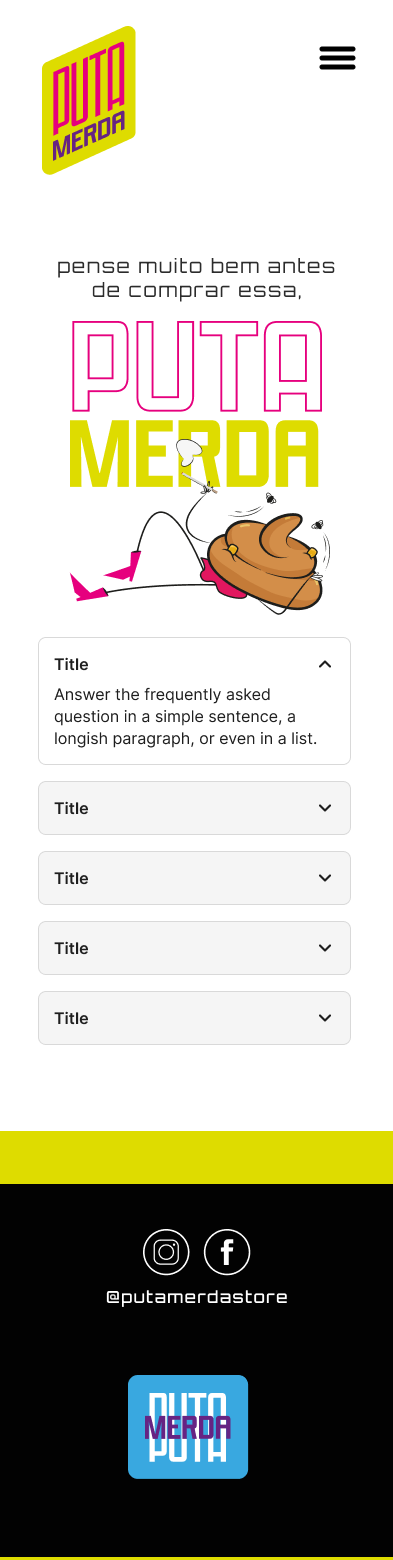 PUTA
MERDA
pense muito bem antes
de comprar essa,
PUTA
MERDA
Title
Answer the frequently asked
question in a simple sentence, a
longish paragraph, or even in a list.
Title
Title
Title
Title
@putamerdastore
PUTA
MERDA
PUTA